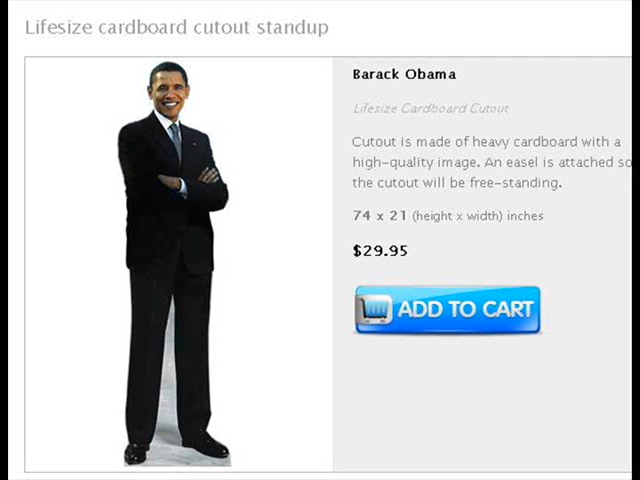 Lifesize cardboard cutout standup
Barack Obama
Lifesize Cardboard Cutout
Cutout is made of heavy cardboard with a
high-quality image. An easel is attached so
the cutout will be free-standing.
74 x 21 (height x width) inches
$29.95
ADD TO CART